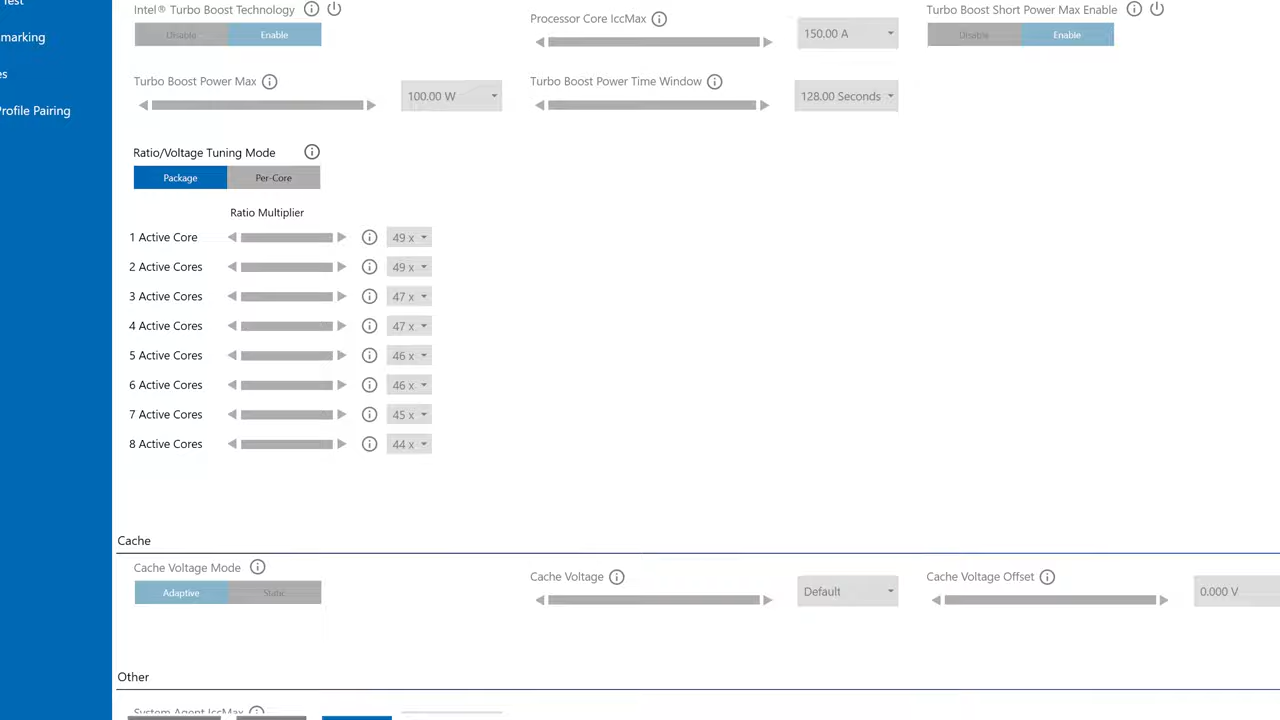 Test
marking
es
Profile Pairing
Intel® Turbo Boost Technology
Disable Enable
Processor Core IccMax
150.00 A
Turbo Boost Short Power Max Enable
Disable Enable
Turbo Boost Power Max
100.00 W
Turbo Boost Power Time Window
128.00 Seconds
Ratio/Voltage Tuning Mode
Package Per-Core
Ratio Multiplier
1 Active Core 49 x
2 Active Cores 49 x
3 Active Cores 47 x
4 Active Cores 47 x
5 Active Cores 46 x
6 Active Cores 46 x
7 Active Cores 45 x
8 Active Cores 44 x
Cache
Cache Voltage Mode
Adaptive Static
Cache Voltage
Default
Cache Voltage Offset
0.000 V
Other
System Agent IccMax